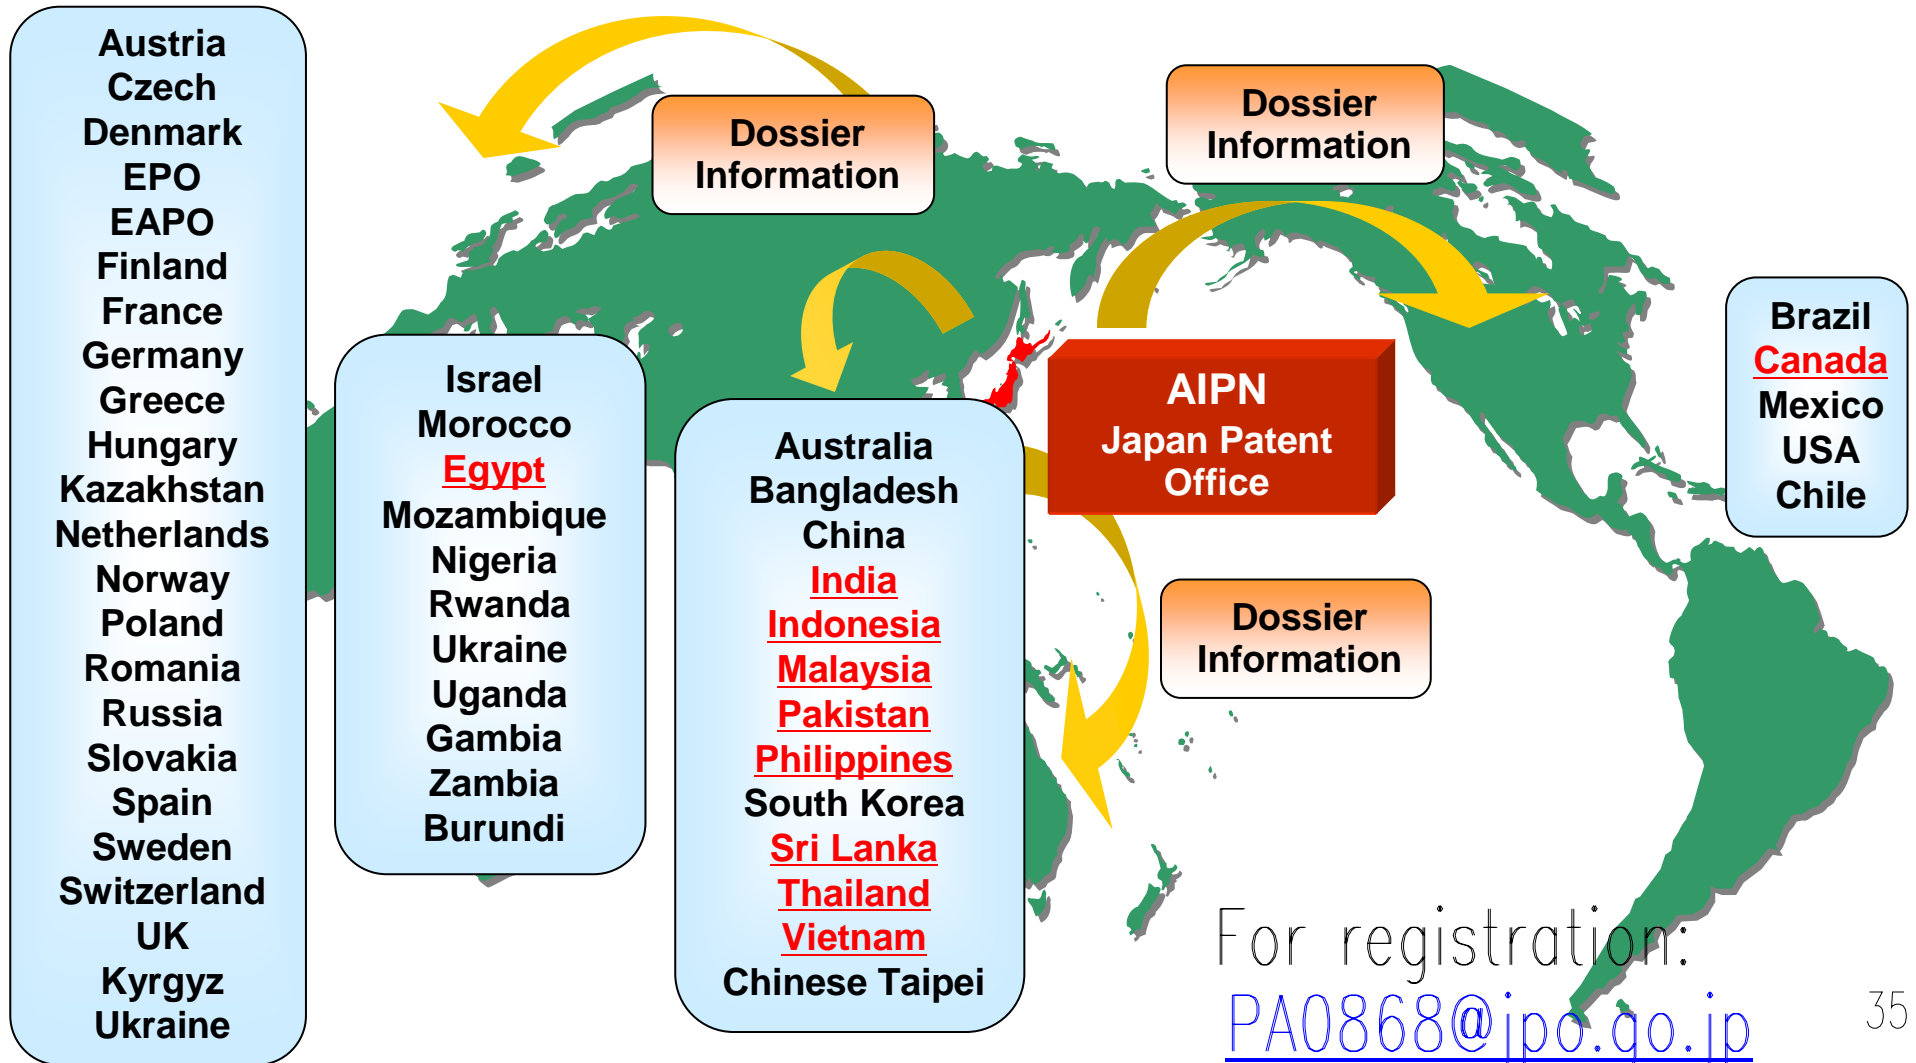 Austria
Czech
Denmark
EPO
EAPO
Finland
France
Germany
Greece
Hungary
Kazakhstan
Netherlands
Norway
Poland
Romania
Russia
Slovakia
Spain
Sweden
Switzerland
UK
Kyrgyz
Ukraine
Israel
Morocco
Egypt
Mozambique
Nigeria
Rwanda
Ukraine
Uganda
Gambia
Zambia
Burundi
Dossier
Information
Australia
Bangladesh
China
India
Indonesia
Malaysia
Pakistan
Philippines
South Korea
Sri Lanka
Thailand
Vietnam
Chinese Taipei
Dossier
Information
AIPN
Japan Patent
Office
Dossier
Information
Brazil
Canada
Mexico
USA
Chile
For registration:
PA0868@jpo.go.jp
35